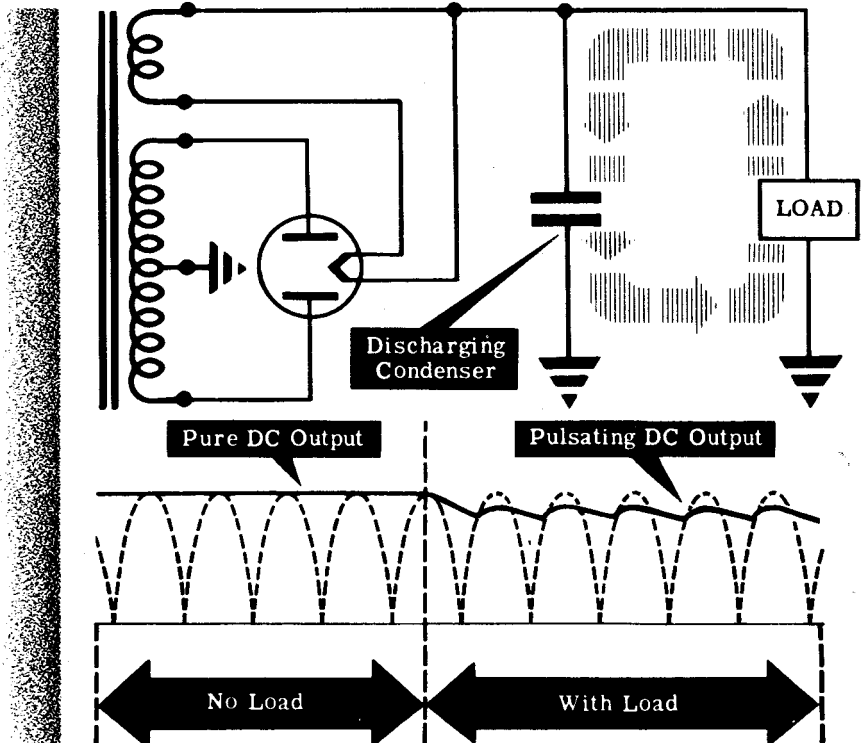 LOAD
Discharging
Condenser
Pure DC Output
Pulsating DC Output
No Load
With Load